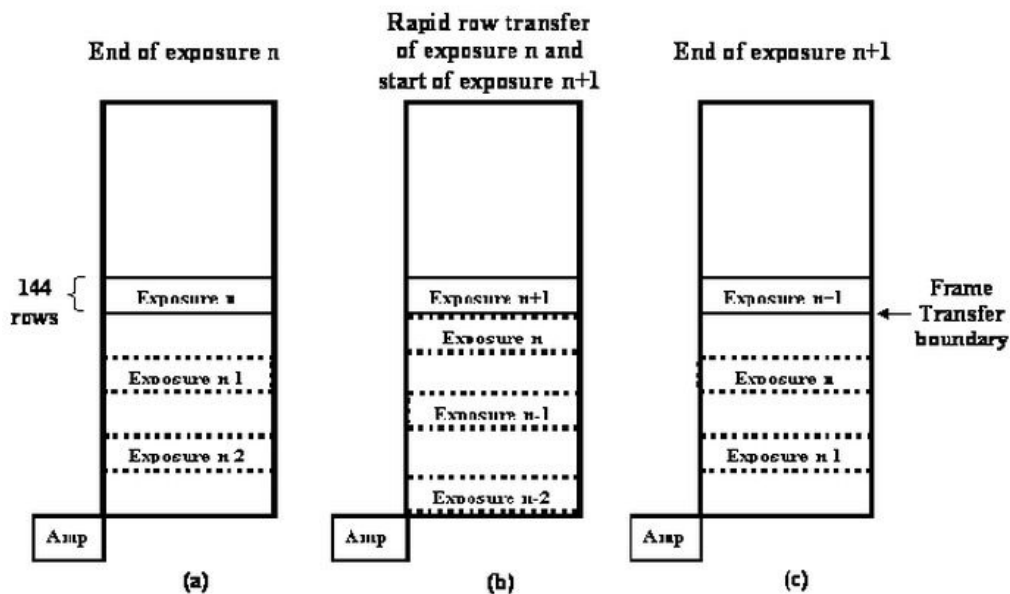 End of exposure n
Rapid row transfer
of exposure n and
start of exposure n+1
End of exposure n+1
144
rows
Exposure n
Exposure n 1
Exposure n 2
Amp
(a)
Exposure n+1
Exposure n
Exposure n-1
Exposure n-2
Amp
(b)
Exposure n−1
Exposure n
Exposure n 1
Amp
(c)
Frame
Transfer
boundary